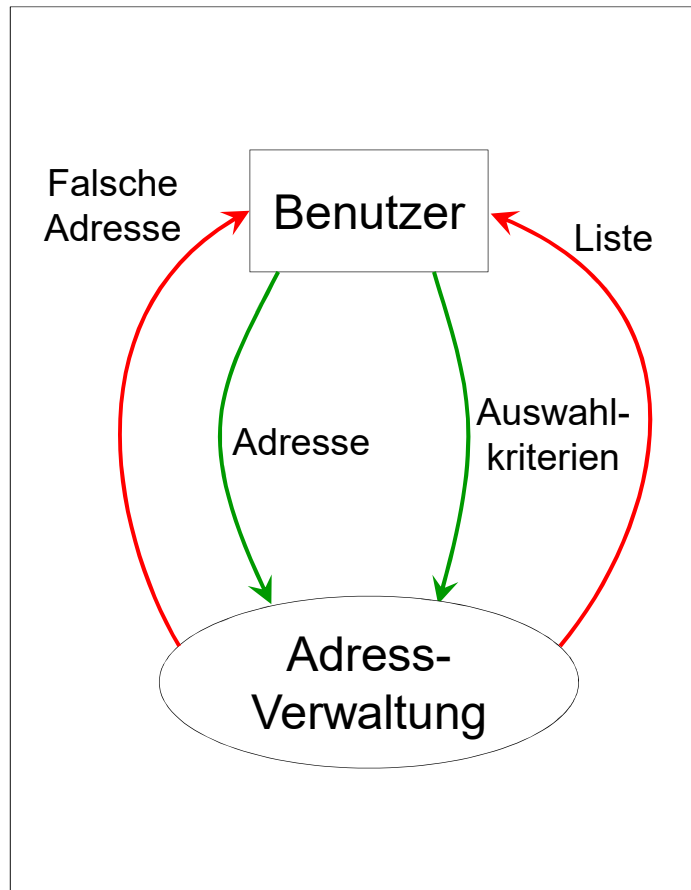 Falsche
Adresse
Benutzer
Liste
Adresse
Auswahl-
kriterien
Adress-
Verwaltung